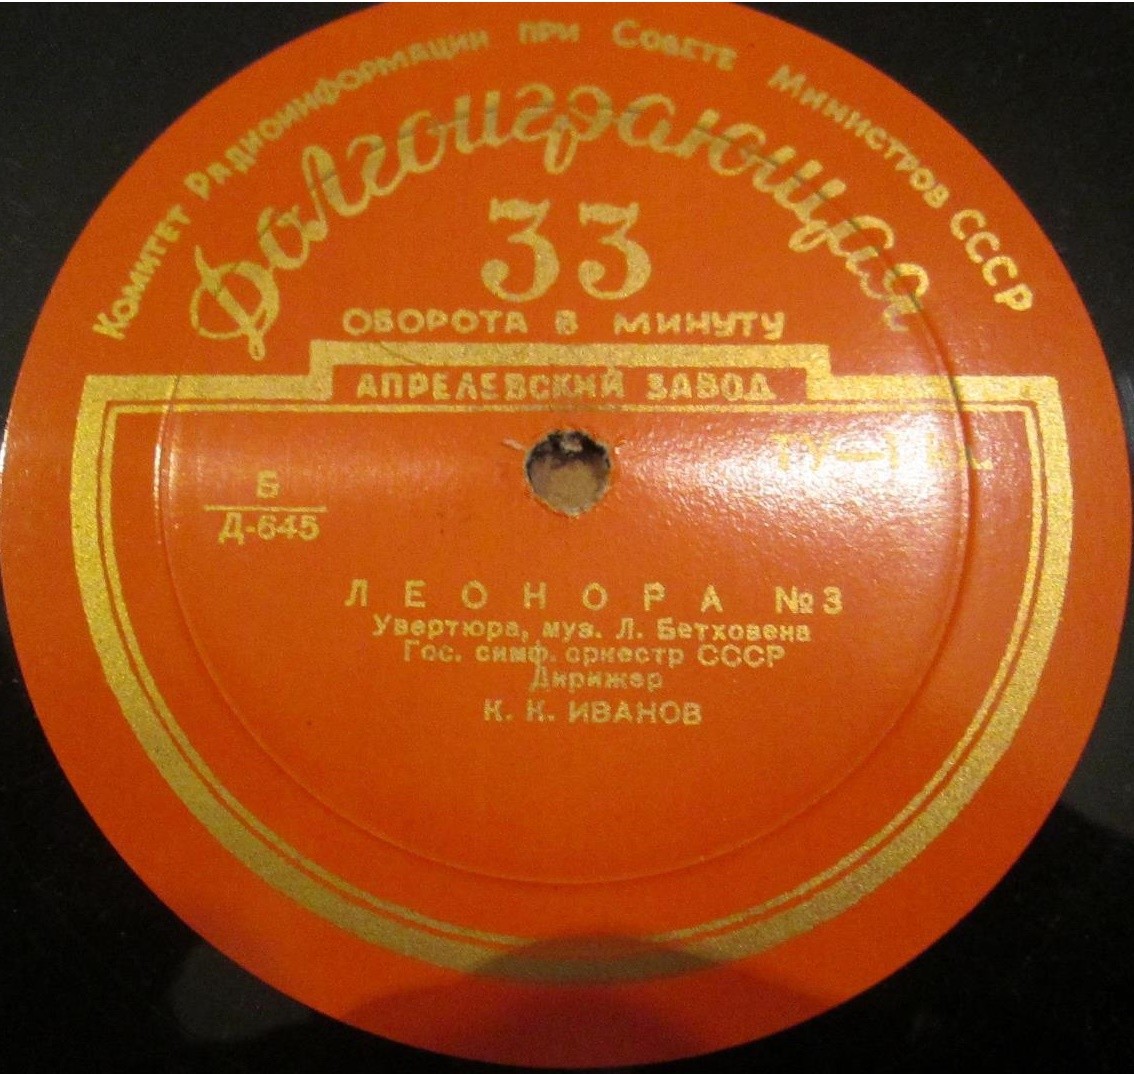 Комитет Радиоинформации при Совете Министров СССР
Долгоиграющая
33
ОБОРОТА В МИНУТУ
АПРЕЛЕВСКИЙ ЗАВОД
Б
Д-645
ЛЕОНОРА №3
Увертюра, муз. Л. Бетховена
Гос. симф. оркестр СССР
Дирижер
К. К. ИВАНОВ